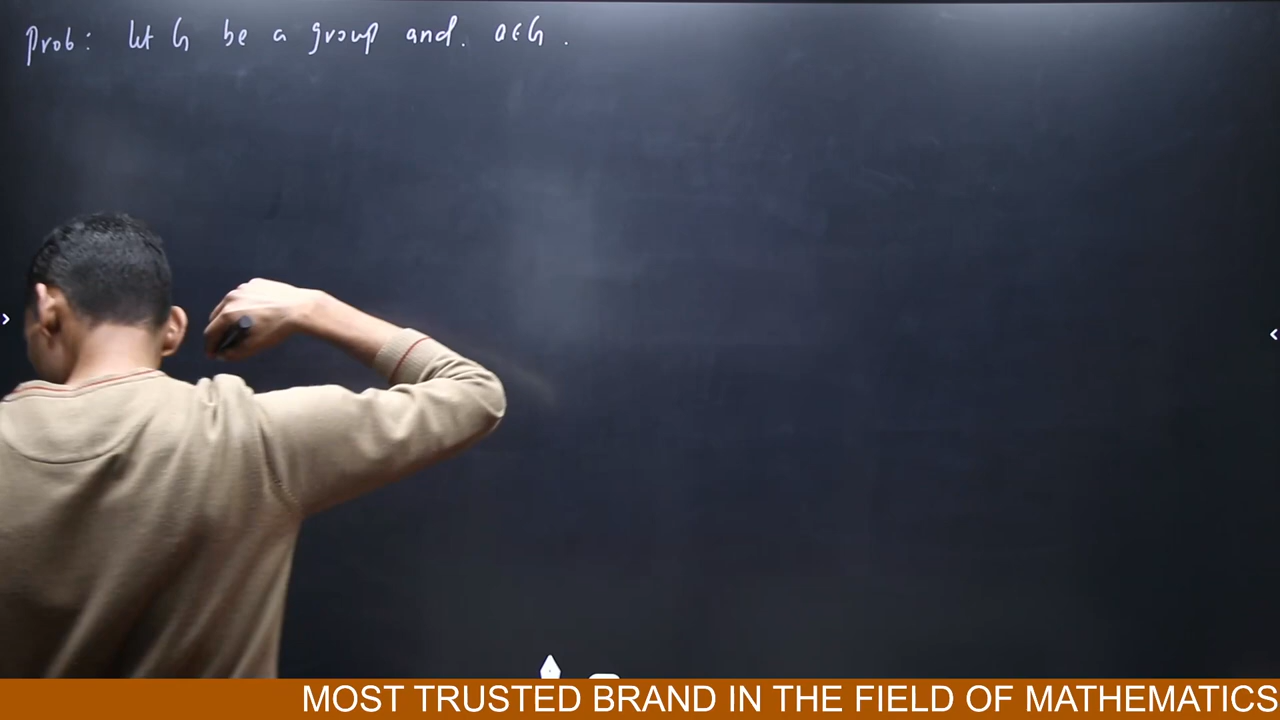 Prob: let G be a group and. a∈G.
MOST TRUSTED BRAND IN THE FIELD OF MATHEMATICS